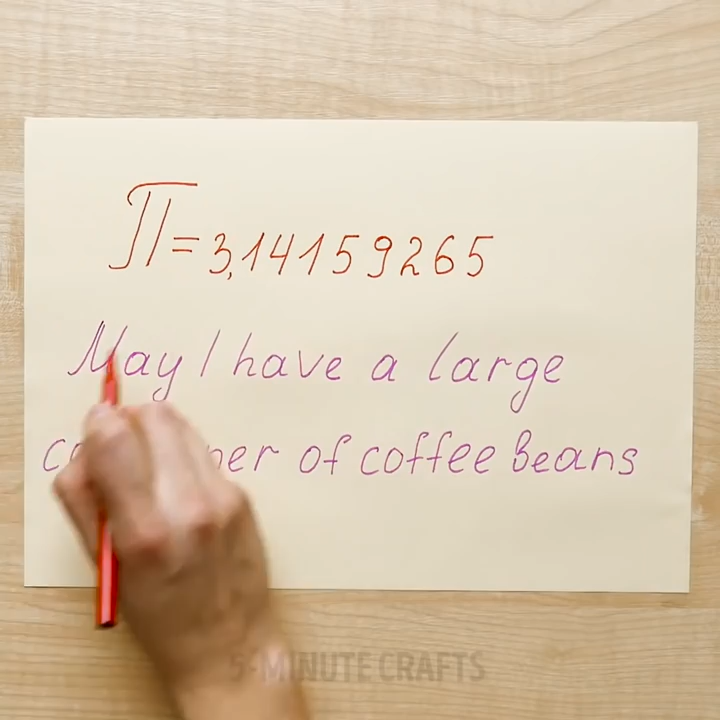 π=3,14159265
May I have a large
of coffee beans
5-MINUTE CRAFTS